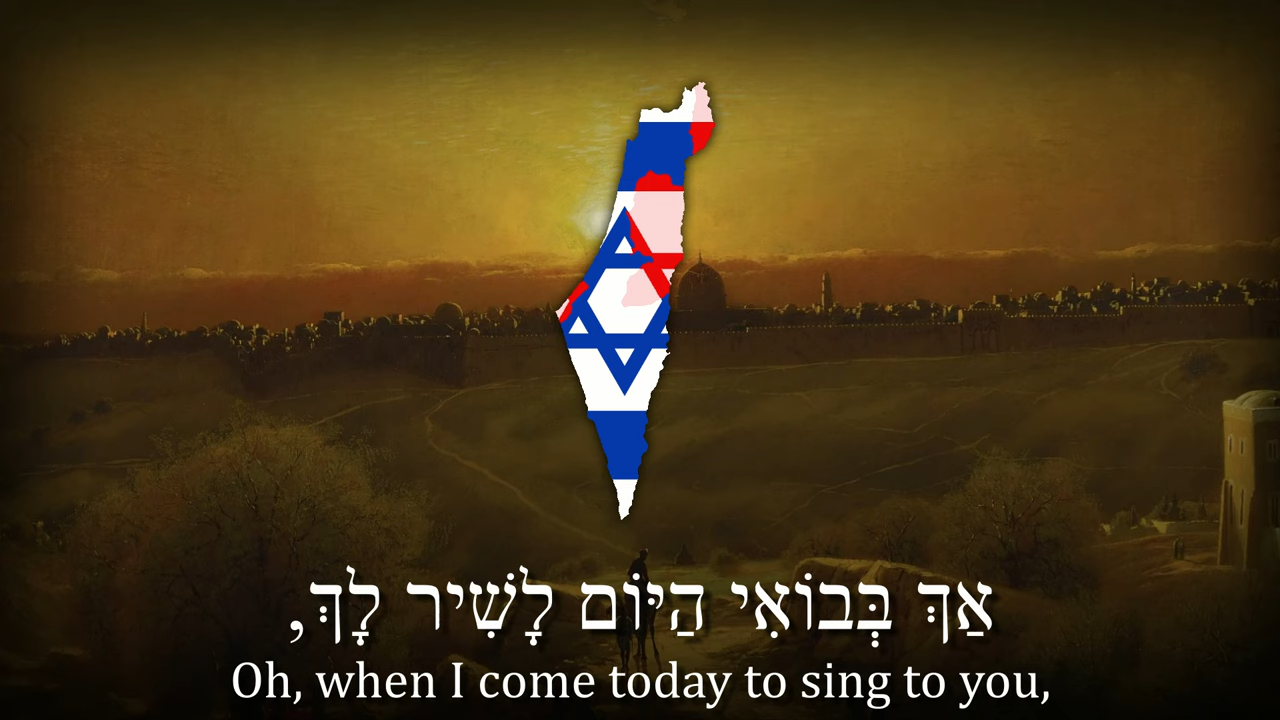 אַךְ בְּבוֹאִי הַיּוֹם לָשִׁיר לָךְ,
Oh, when I come today to sing to you,